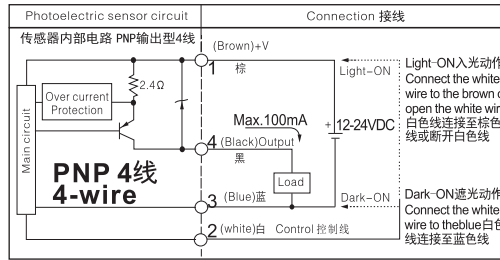 Photoelectric sensor circuit
Connection 接线
传感器内部电路 PNP输出型4线
(Brown)+V
1
棕
Light-ON
Light-ON入光动作
Connect the white
wire to the brown
open the white
白色线连接至棕色
线或断开白色线
2.4Ω
Over current
Protection
Main circuit
Max.100mA
+ 12-24VDC
4 (Black)Output
黑
PNP 4线
4-wire
Load
3 (Blue)蓝
Dark-ON
Dark-ON遮光动作
Connect the white
wire to theblue白色
线连接至蓝色线
2 (white)白 Control 控制线